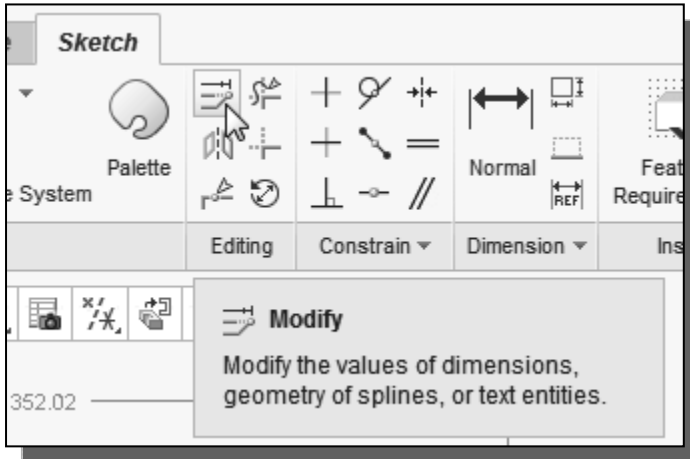 Sketch
Palette
e System
Normal
REF
Feat
Require
Editing
Constrain
Dimension
Ins
Modify
Modify the values of dimensions,
geometry of splines, or text entities.
352.02